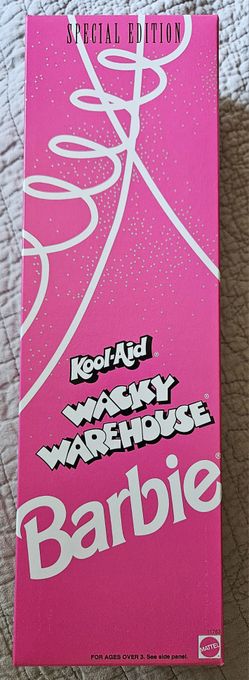 SPECIAL EDITION
Kool-Aid®
WACKY
WAREHOUSE®
Barbie®
FOR AGES OVER 3. See side panel.
MATTEL